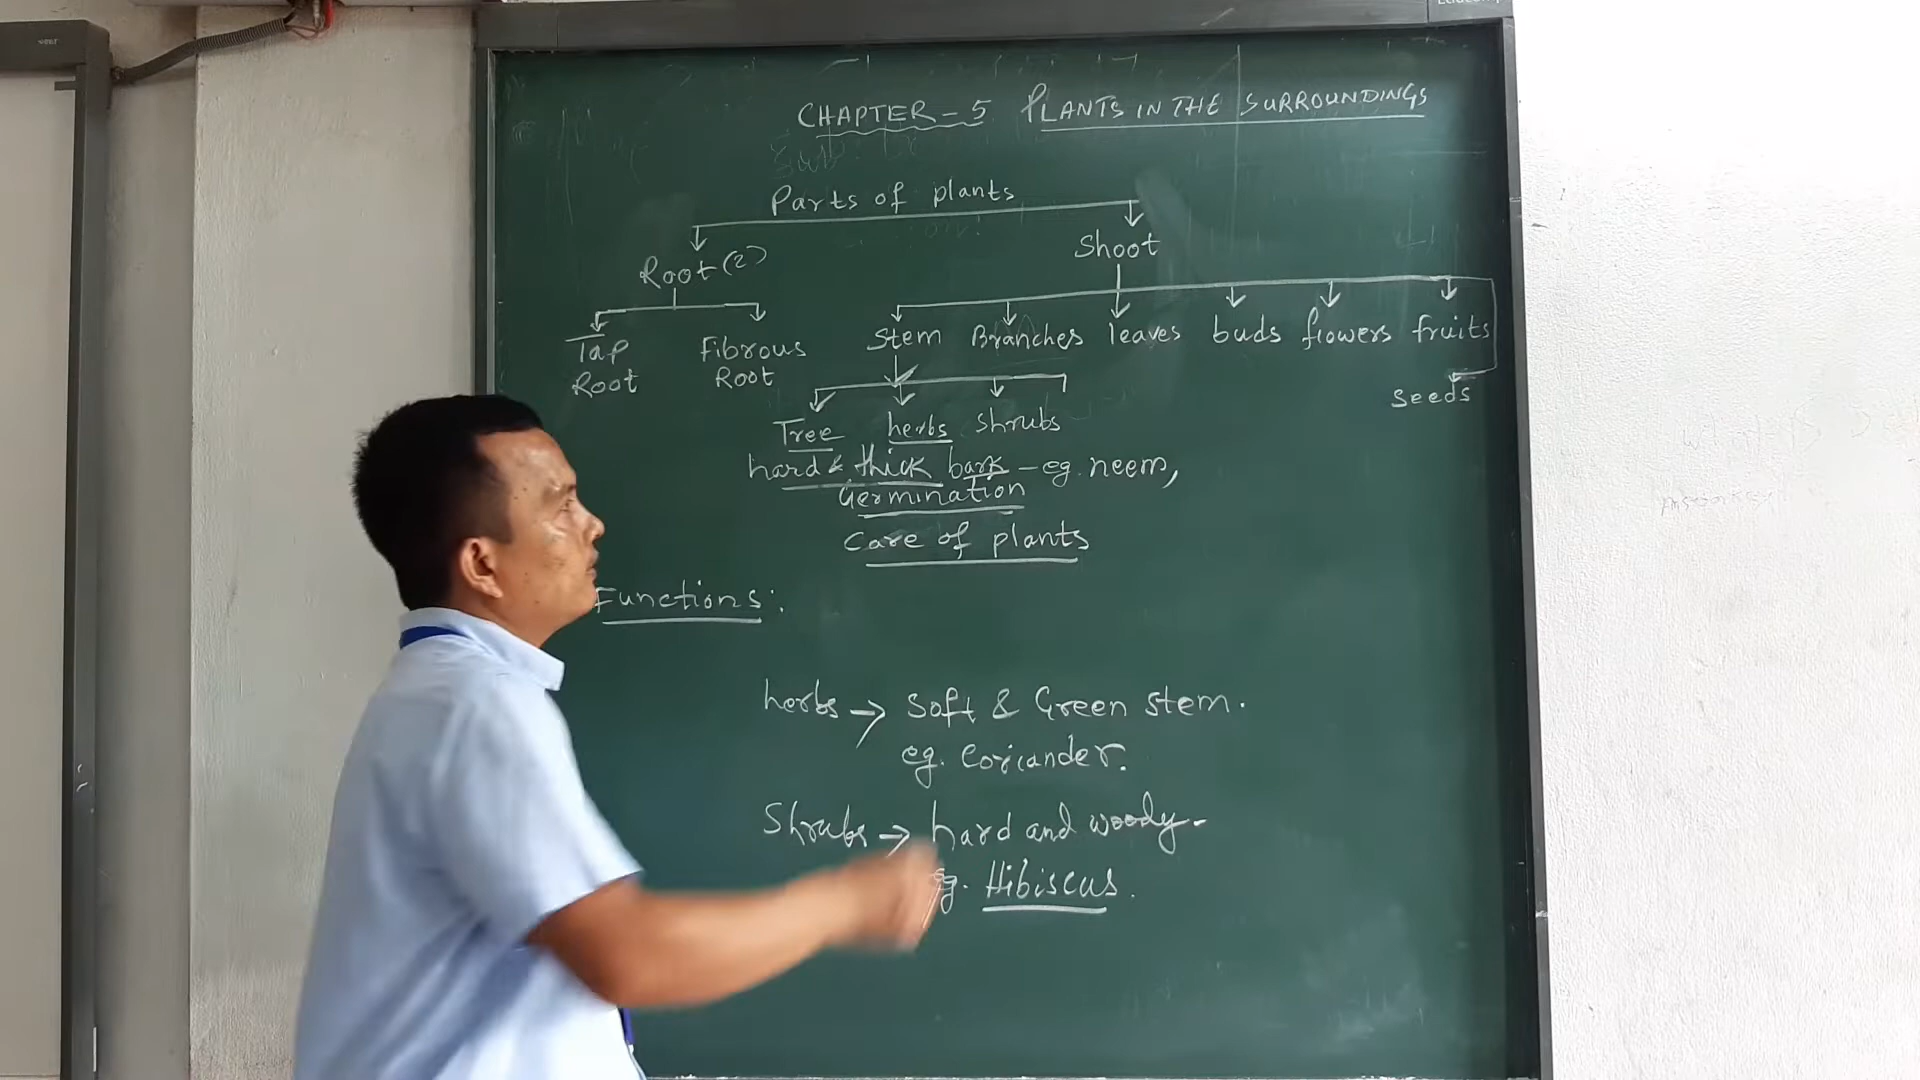 CHAPTER - 5 PLANTS IN THE SURROUNDINGS
Parts of plants
Root (2) Shoot
Tap Root Fibrous Root
Stem Branches leaves buds flowers fruits
seeds
Tree herbs shrubs
hard & thick bark - eg. neem,
Germination
Care of plants
Functions:
herbs → Soft & Green stem.
eg. Coriander.
Shrubs → hard and woody.
eg. Hibiscus.